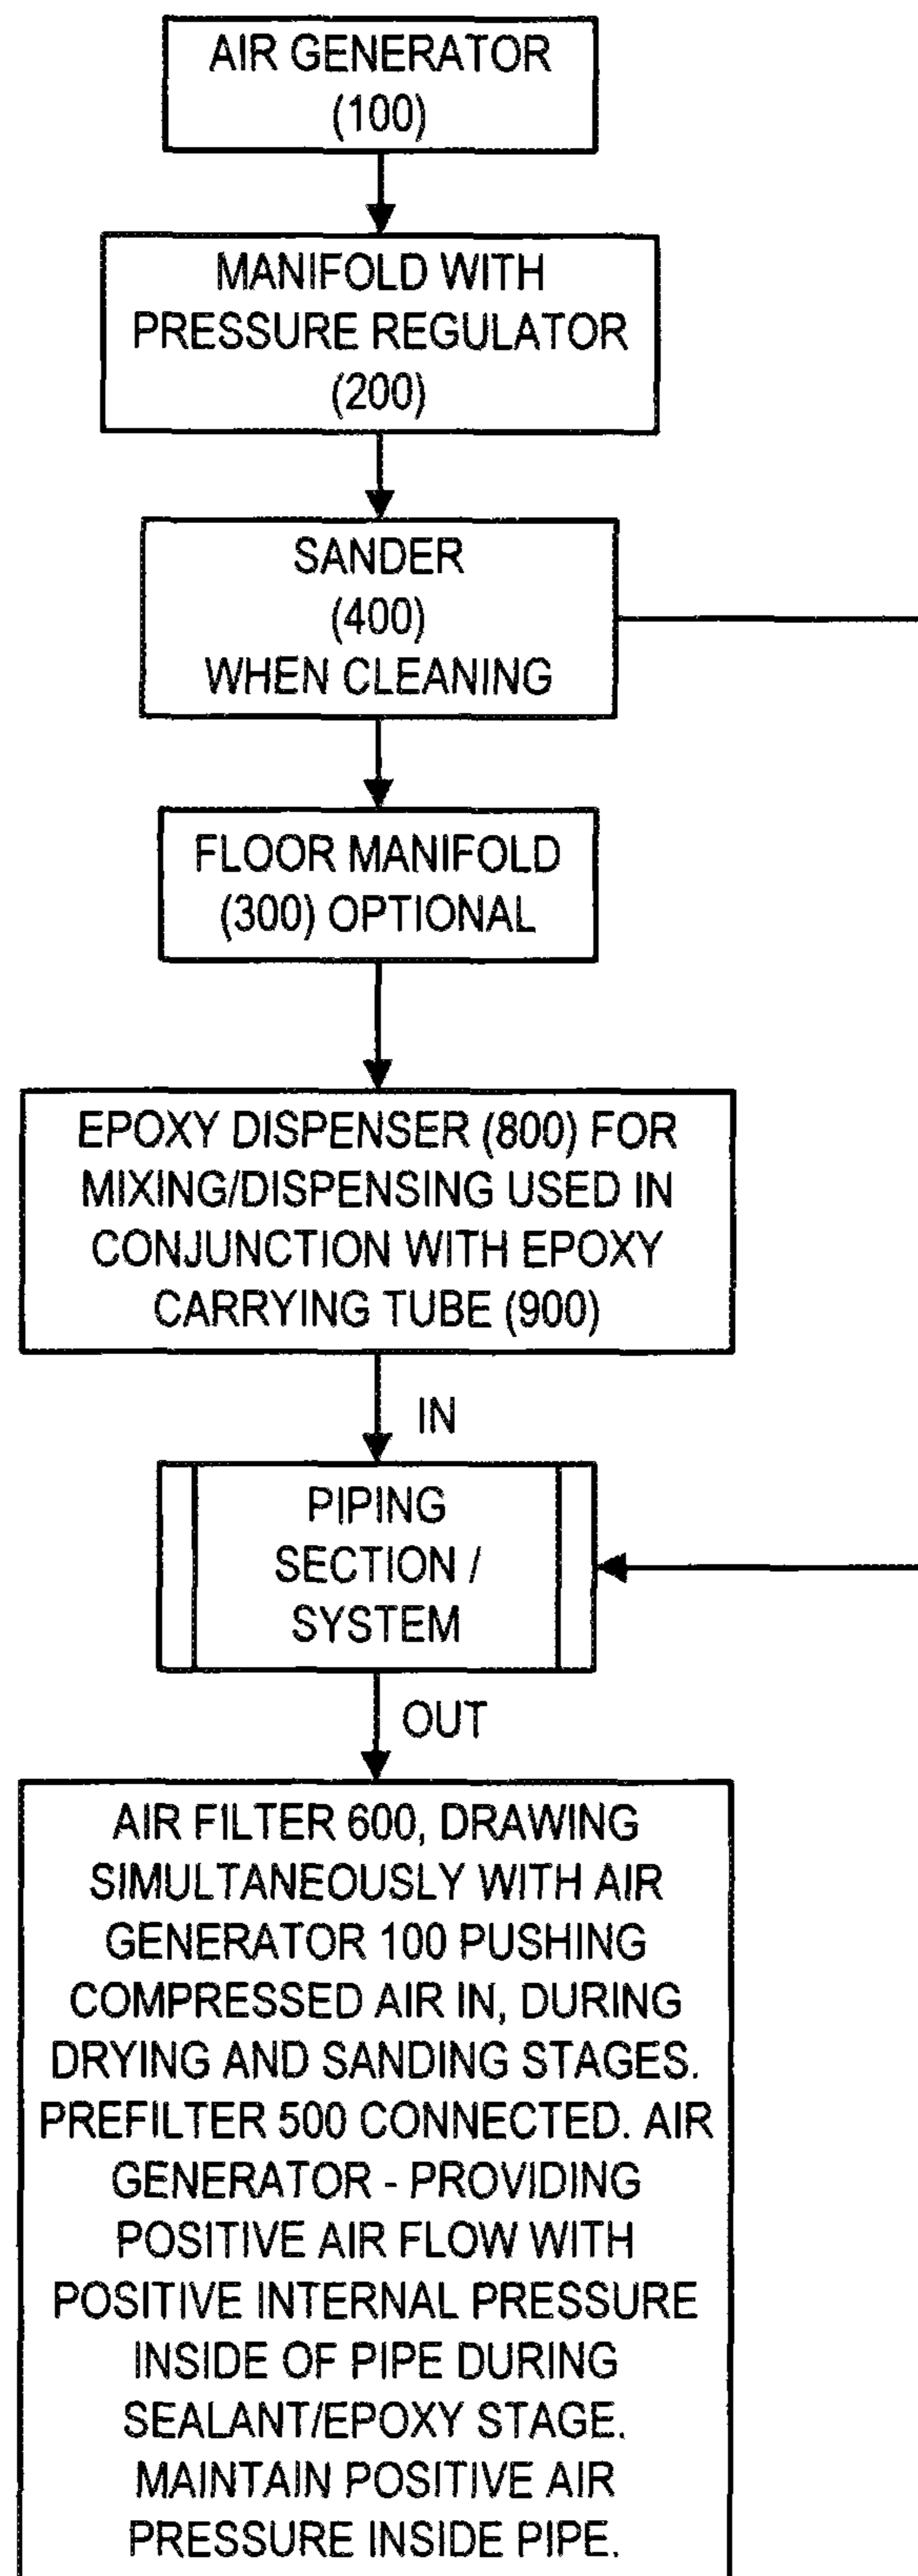 AIR GENERATOR
(100)
MANIFOLD WITH
PRESSURE REGULATOR
(200)
SANDER
(400)
WHEN CLEANING
FLOOR MANIFOLD
(300) OPTIONAL
EPOXY DISPENSER (800) FOR
MIXING/DISPENSING USED IN
CONJUNCTION WITH EPOXY
CARRYING TUBE (900)
IN
PIPING
SECTION /
SYSTEM
OUT
AIR FILTER 600, DRAWING
SIMULTANEOUSLY WITH AIR
GENERATOR 100 PUSHING
COMPRESSED AIR IN, DURING
DRYING AND SANDING STAGES.
PREFILTER 500 CONNECTED. AIR
GENERATOR - PROVIDING
POSITIVE AIR FLOW WITH
POSITIVE INTERNAL PRESSURE
INSIDE OF PIPE DURING
SEALANT/EPOXY STAGE.
MAINTAIN POSITIVE AIR
PRESSURE INSIDE PIPE.